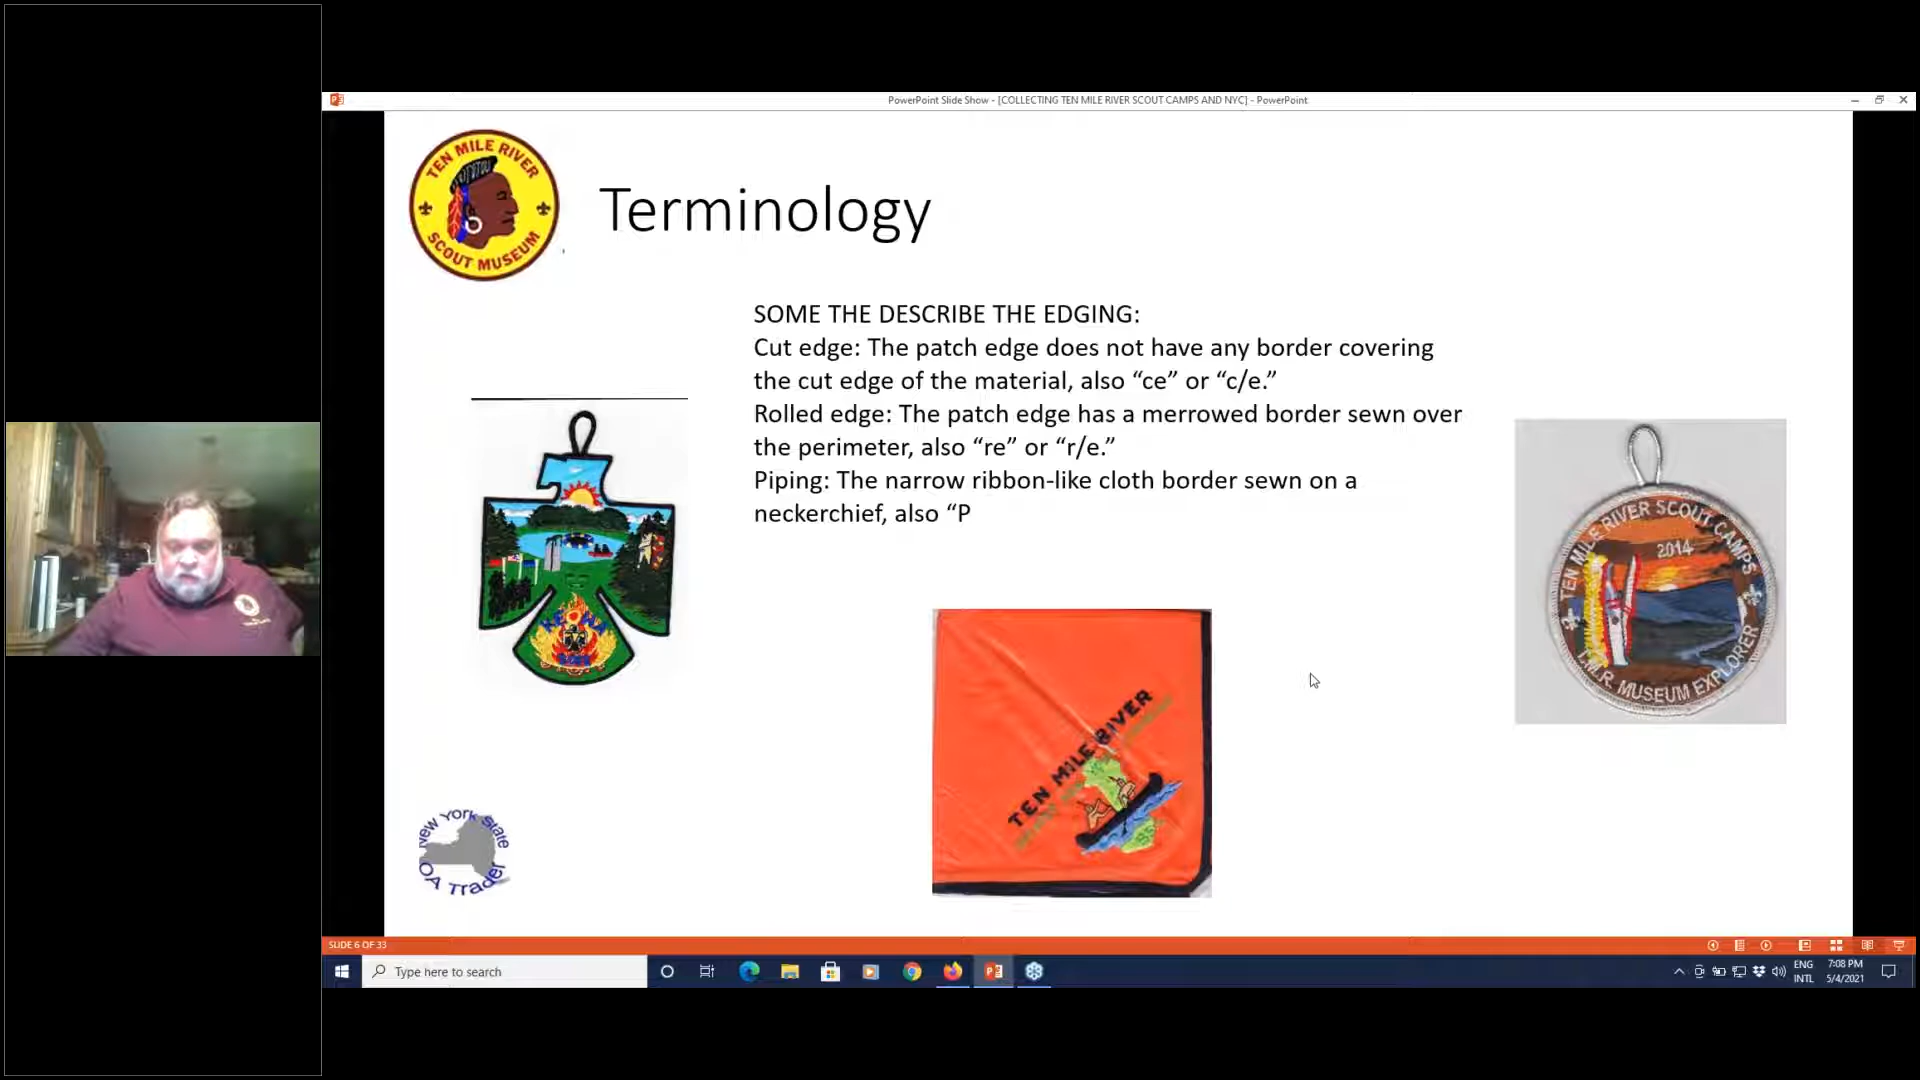 PowerPoint Slide Show - [COLLECTING TEN MILE RIVER SCOUT CAMPS AND NYC] - PowerPoint
TEN MILE RIVER
SCOUT MUSEUM
Terminology
SOME THE DESCRIBE THE EDGING:
Cut edge: The patch edge does not have any border covering
the cut edge of the material, also “ce” or “c/e.”
Rolled edge: The patch edge has a merrowed border sewn over
the perimeter, also “re” or “r/e.”
Piping: The narrow ribbon-like cloth border sewn on a
neckerchief, also “P
KEOWA
TEN MILE RIVER SCOUT CAMPS
2014
T.M.R. MUSEUM EXPLORER
TEN MILE RIVER
New York State
OA Trader
SLIDE 6 OF 33
Type here to search
ENG
INTL
7:08 PM
5/4/2021